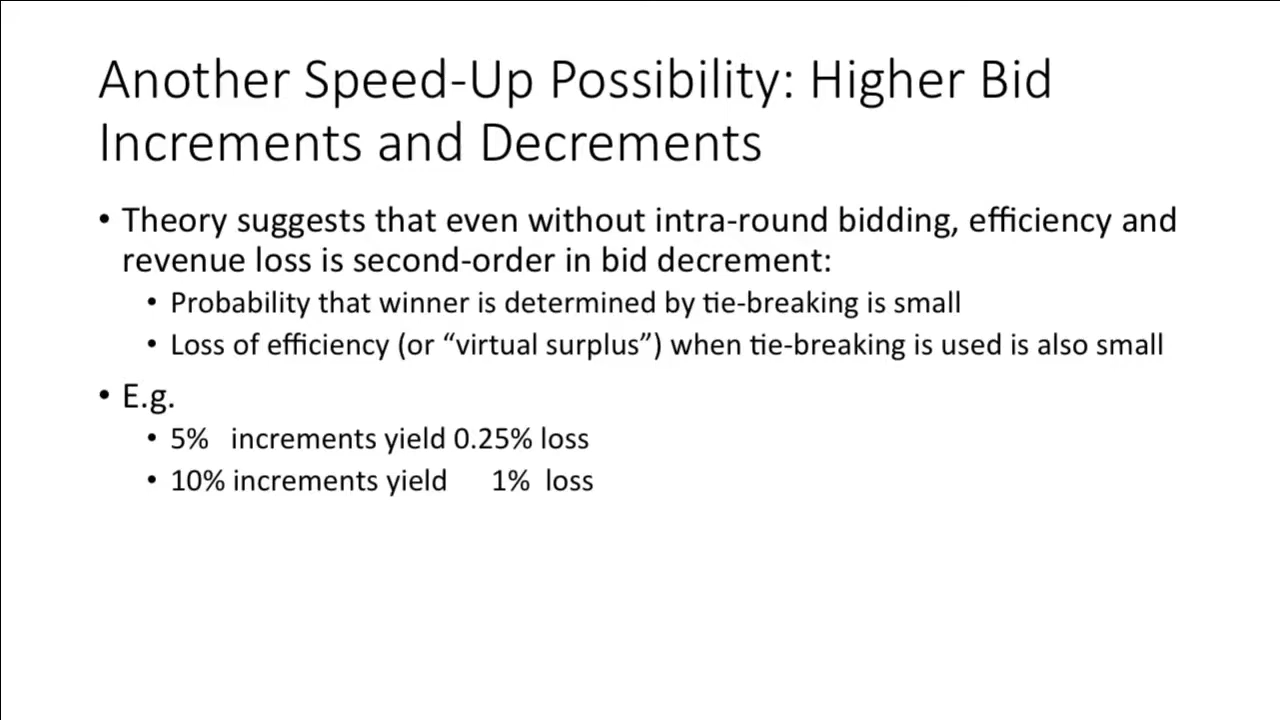 Another Speed-Up Possibility: Higher Bid
Increments and Decrements
• Theory suggests that even without intra-round bidding, efficiency and
revenue loss is second-order in bid decrement:
• Probability that winner is determined by tie-breaking is small
• Loss of efficiency (or “virtual surplus”) when tie-breaking is used is also small
• E.g.
• 5% increments yield 0.25% loss
• 10% increments yield 1% loss